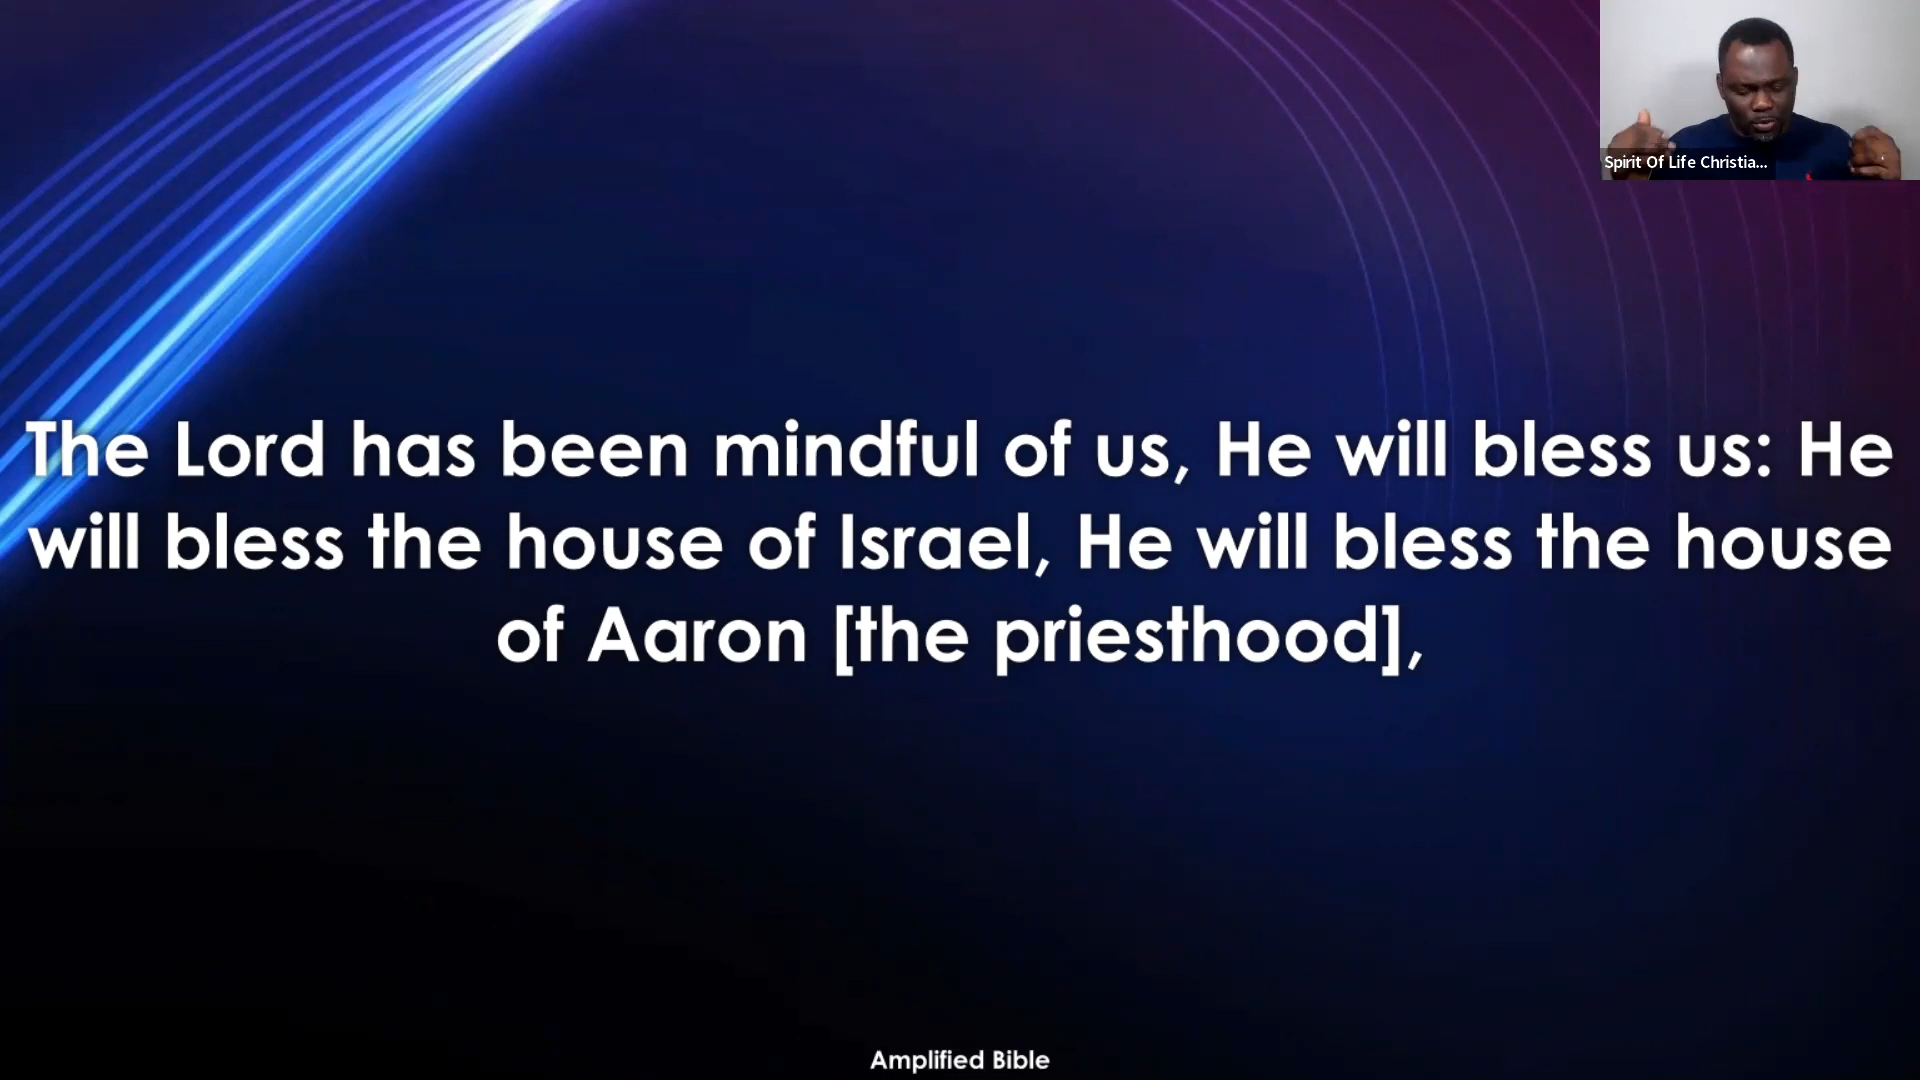 Spirit Of Life Christia...
The Lord has been mindful of us, He will bless us: He
will bless the house of Israel, He will bless the house
of Aaron [the priesthood],
Amplified Bible